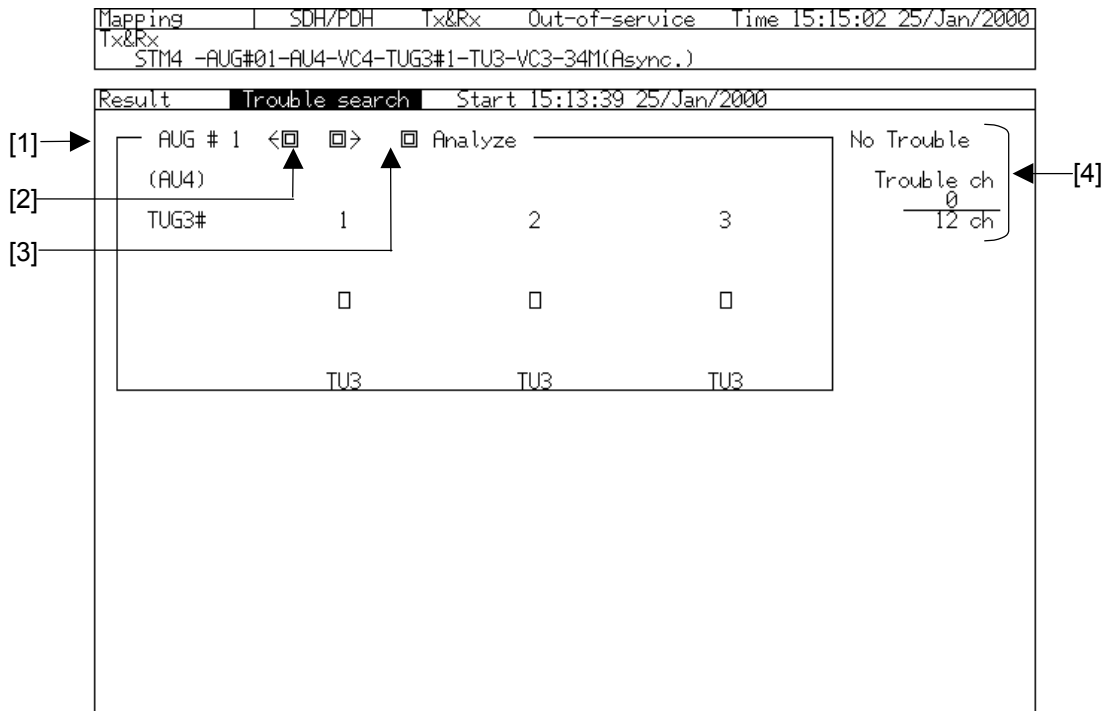 Mapping SDH/PDH Tx&Rx Out-of-service Time 15:15:02 25/Jan/2000
Tx&Rx
STM4 -AUG#01-AU4-VC4-TUG3#1-TU3-VC3-34M(Async.)
Result Trouble search Start 15:13:39 25/Jan/2000
[1] AUG # 1 <  > Analyze No Trouble
(AU4) Trouble ch [4]
[2] 0
TUG3# 1 2 3 12 ch
[3]
TU3 TU3 TU3